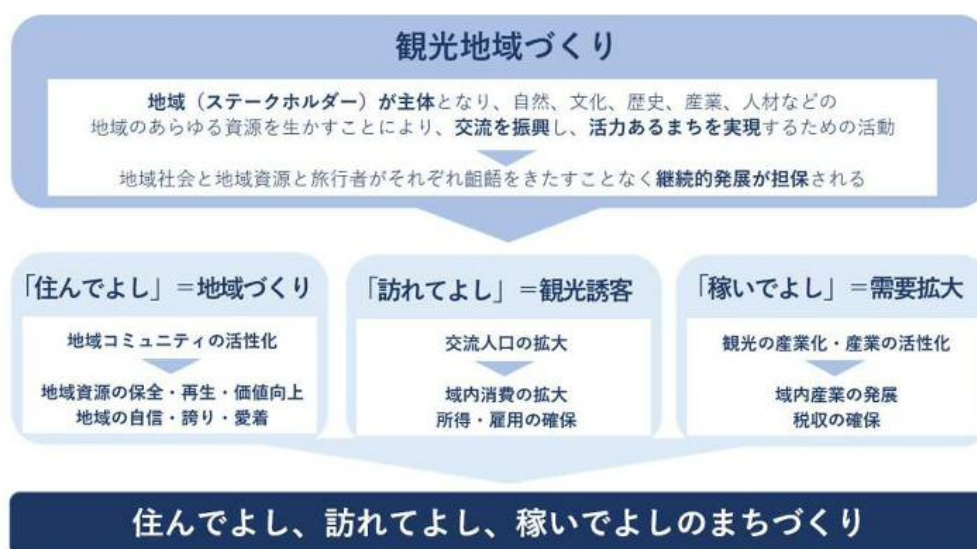 観光地域づくり
地域（ステークホルダー）が主体となり、自然、文化、歴史、産業、人材などの
地域のあらゆる資源を生かすことにより、交流を振興し、活力あるまちを実現するための活動
地域社会と地域資源と旅行者がそれぞれ齟齬をきたすことなく継続的発展が担保される
「住んでよし」＝地域づくり
地域コミュニティの活性化
地域資源の保全・再生・価値向上
地域の自信・誇り・愛着
「訪れてよし」＝観光誘客
交流人口の拡大
域内消費の拡大
所得・雇用の確保
「稼いでよし」＝需要拡大
観光の産業化・産業の活性化
域内産業の発展
税収の確保
住んでよし、訪れてよし、稼いでよしのまちづくり